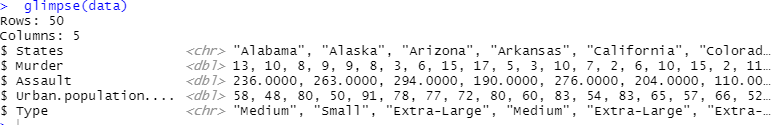 > glimpse(data)
Rows: 50
Columns: 5
$ States <chr> "Alabama", "Alaska", "Arizona", "Arkansas", "California", "Colorad…
$ Murder <dbl> 13, 10, 8, 9, 9, 8, 3, 6, 15, 17, 5, 3, 10, 7, 2, 6, 10, 15, 2, 11…
$ Assault <dbl> 236.0000, 263.0000, 294.0000, 190.0000, 276.0000, 204.0000, 110.00…
$ Urban.population.... <dbl> 58, 48, 80, 50, 91, 78, 77, 72, 80, 60, 83, 54, 83, 65, 57, 66, 52…
$ Type <chr> "Medium", "Small", "Extra-Large", "Medium", "Extra-Large", "Extra-…